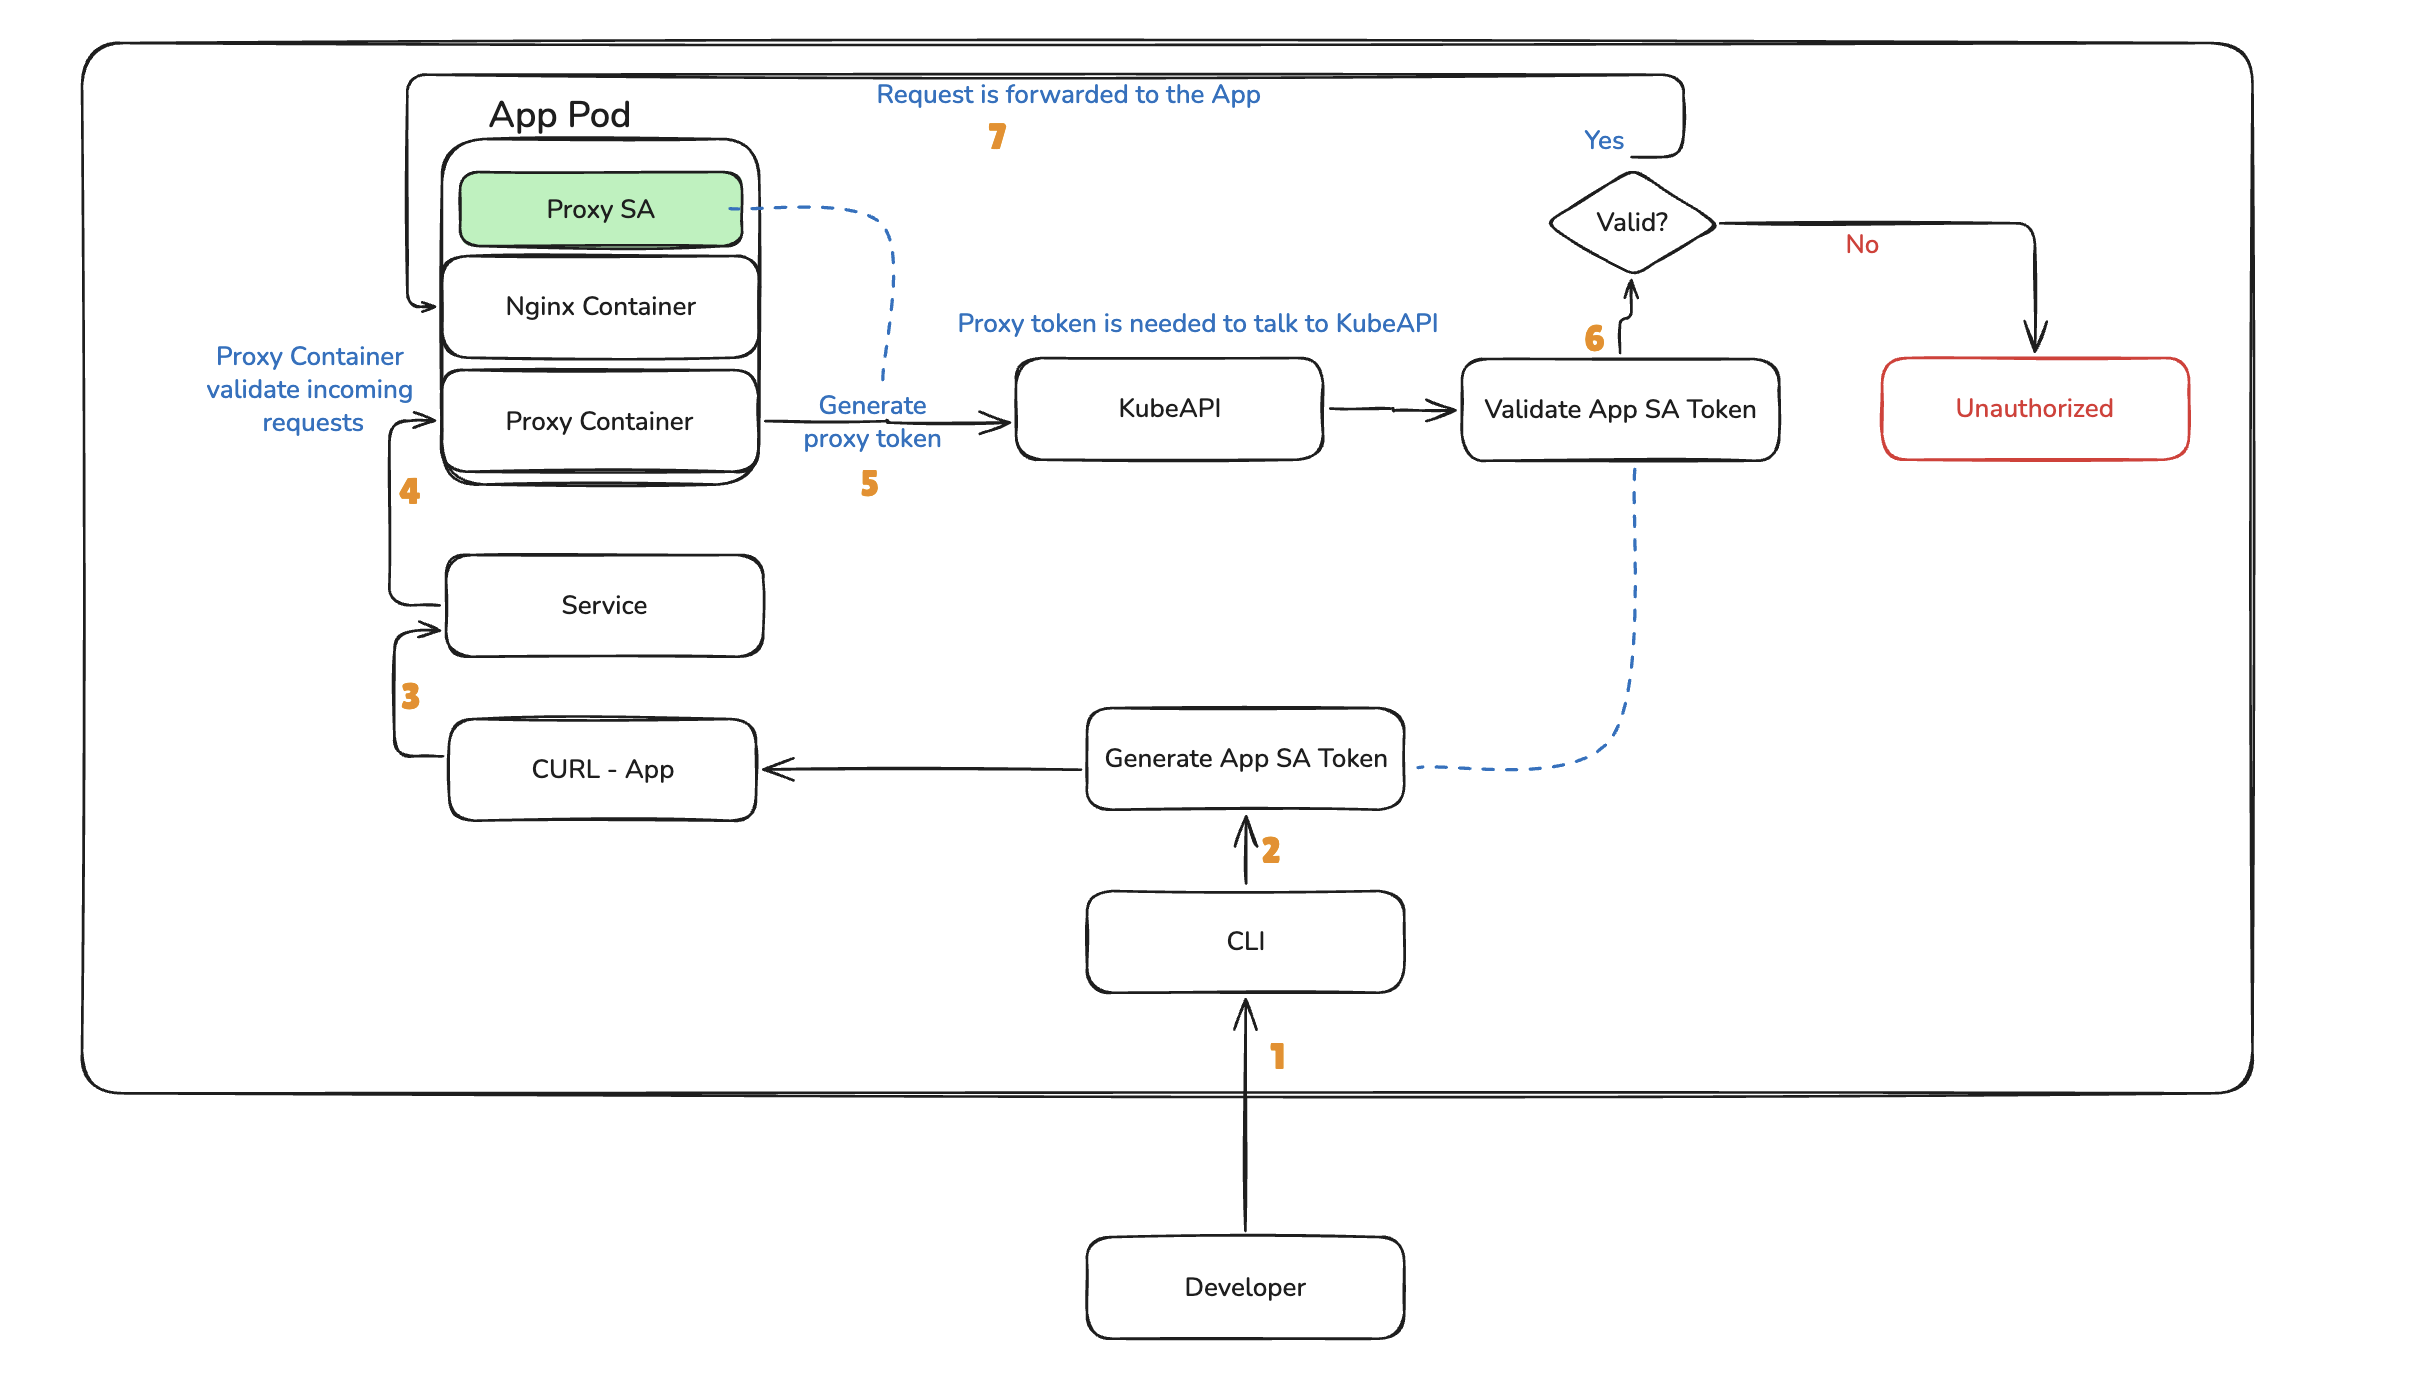 Request is forwarded to the App
7
App Pod
Yes
Proxy SA
Valid?
No
Nginx Container
Proxy token is needed to talk to KubeAPI
6
Proxy Container
validate incoming
requests
Proxy Container
Generate
proxy token
KubeAPI
Validate App SA Token
Unauthorized
4
5
Service
3
CURL - App
Generate App SA Token
2
CLI
1
Developer